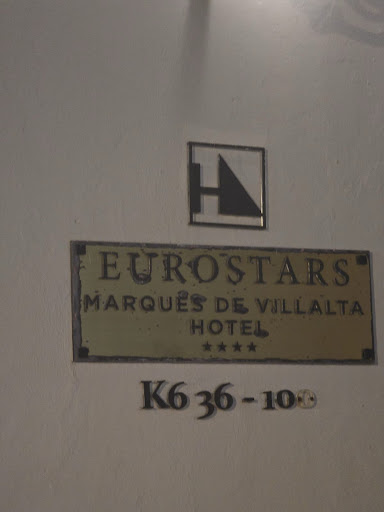 H
EUROSTARS
MARQUÉS DE VILLALTA
HOTEL
★★★★
K6 36 - 100